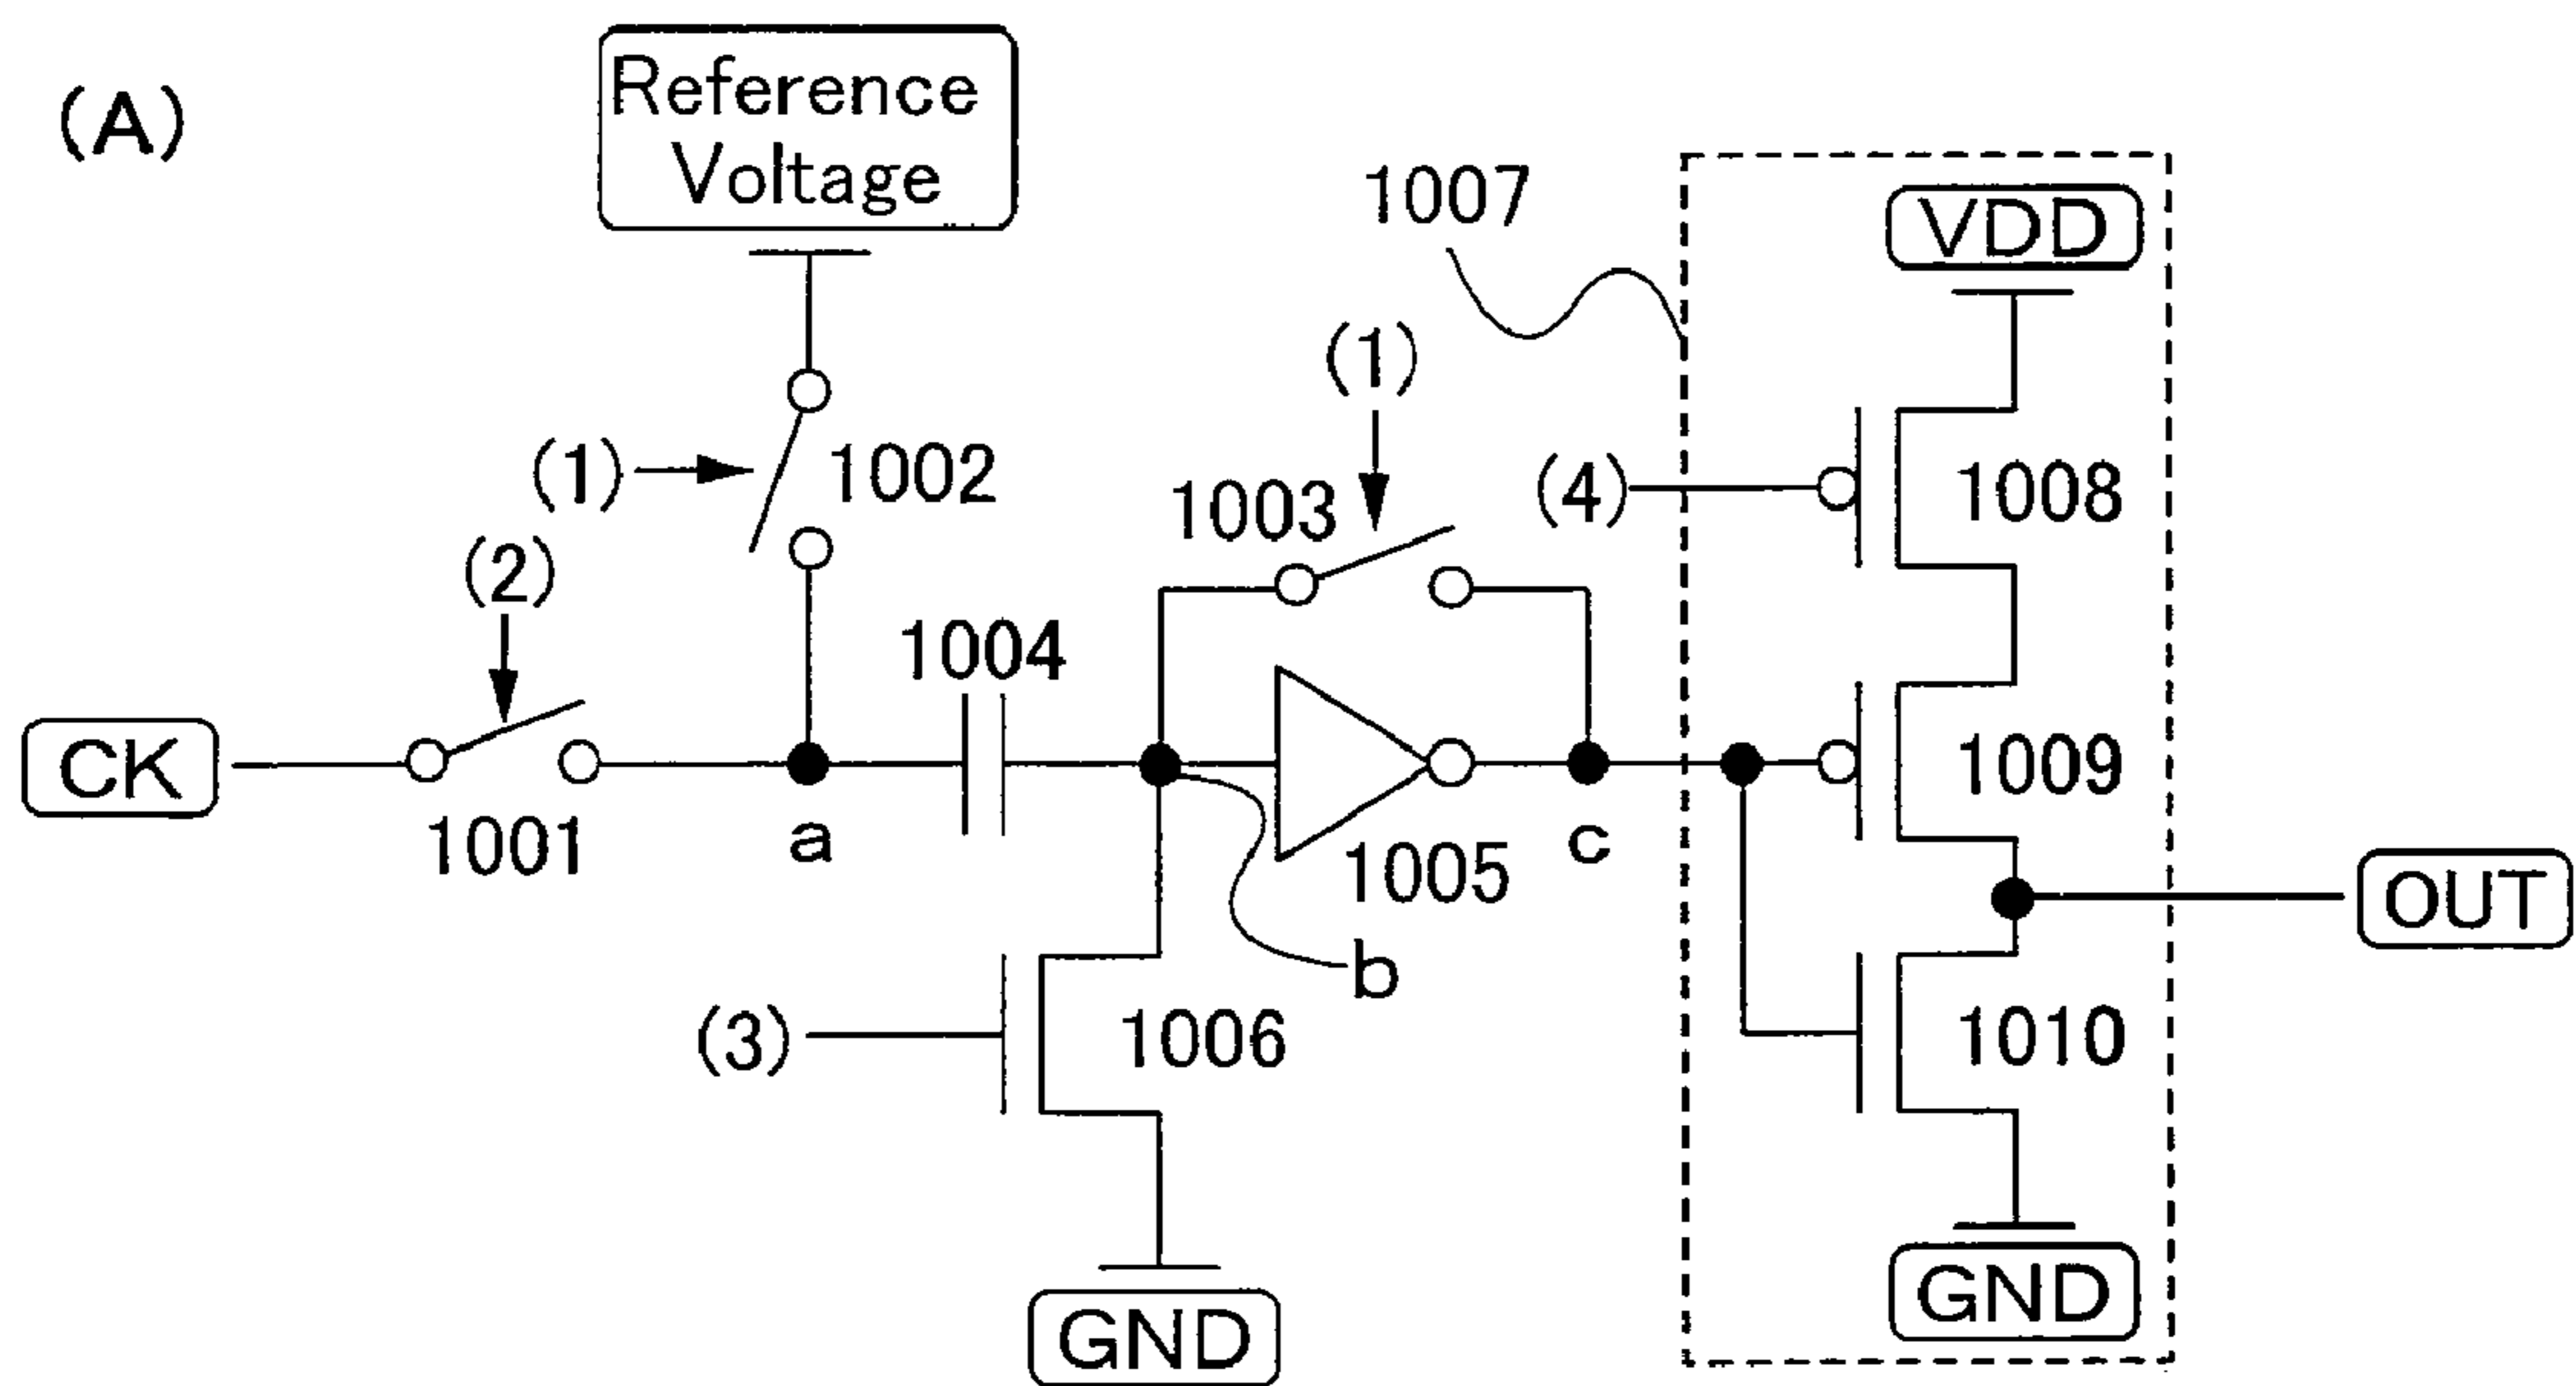 (A)
Reference
Voltage
1007
VDD
(1)
(1)
1002
1003
(4)
1008
(2)
1004
CK
1001
a
1005
c
1009
OUT
b
(3)
1006
1010
GND
GND